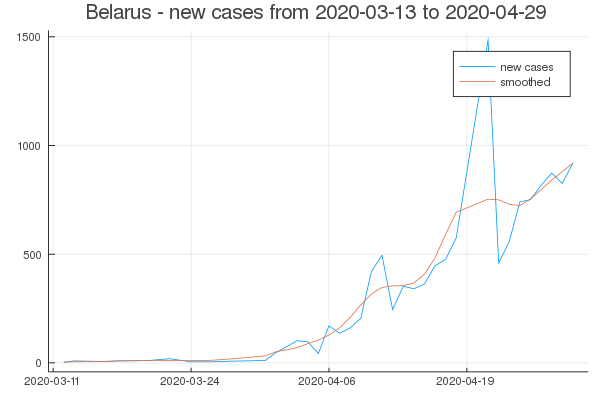 Belarus - new cases from 2020-03-13 to 2020-04-29
1500
new cases
smoothed
1000
500
0
2020-03-11 2020-03-24 2020-04-06 2020-04-19